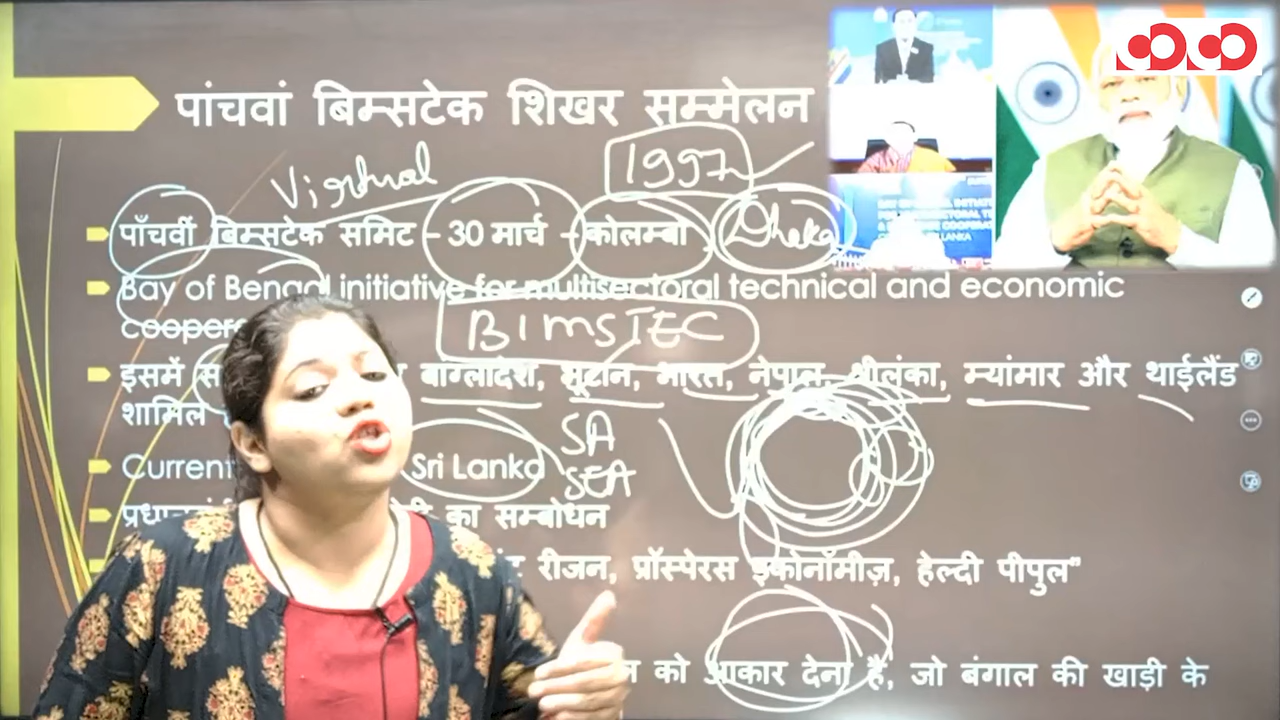 पांचवां बिम्सटेक शिखर सम्मेलन
Virtual
1997
पाँचवीं बिम्सटेक समिट - 30 मार्च - कोलम्बो Dhaka
Bay of Bengal initiative for multisectoral technical and economic
BIMSTEC
इसमें बांग्लादेश, भूटान, भारत, नेपाल, श्रीलंका, म्यांमार और थाईलैंड
शामिल
SA
SEA
Current Sri Lanka
का सम्बोधन
रीजन, प्रॉस्पेरस इकोनॉमीज़, हेल्दी पीपुल"
को आकार देना है, जो बंगाल की खाड़ी के